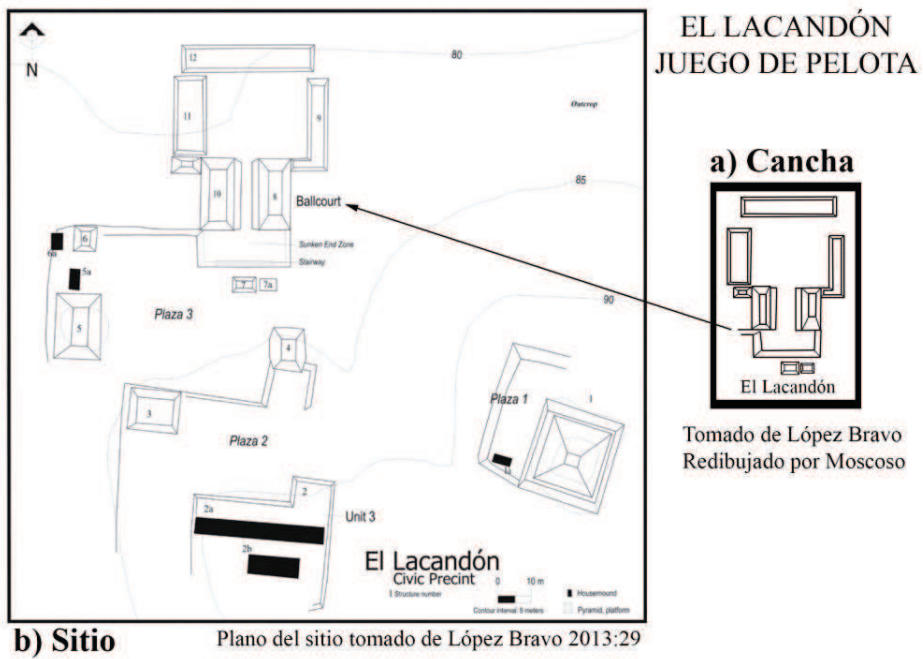 EL LACANDÓN
JUEGO DE PELOTA
N
80
12
11
9
Outcrop
a) Cancha
85
10
8
Ballcourt
6
6a
5a
Sunken End Zone
Stairway
7
7a
90
Plaza 3
5
4
El Lacandón
Plaza 1
1
3
Plaza 2
Tomado de López Bravo
Redibujado por Moscoso
2
2a
Unit 3
2b
El Lacandón
Civic Precint
1 Structure number
0 10 m
Contour interval: 5 meters
Housemound
Pyramid, platform
b) Sitio
Plano del sitio tomado de López Bravo 2013:29